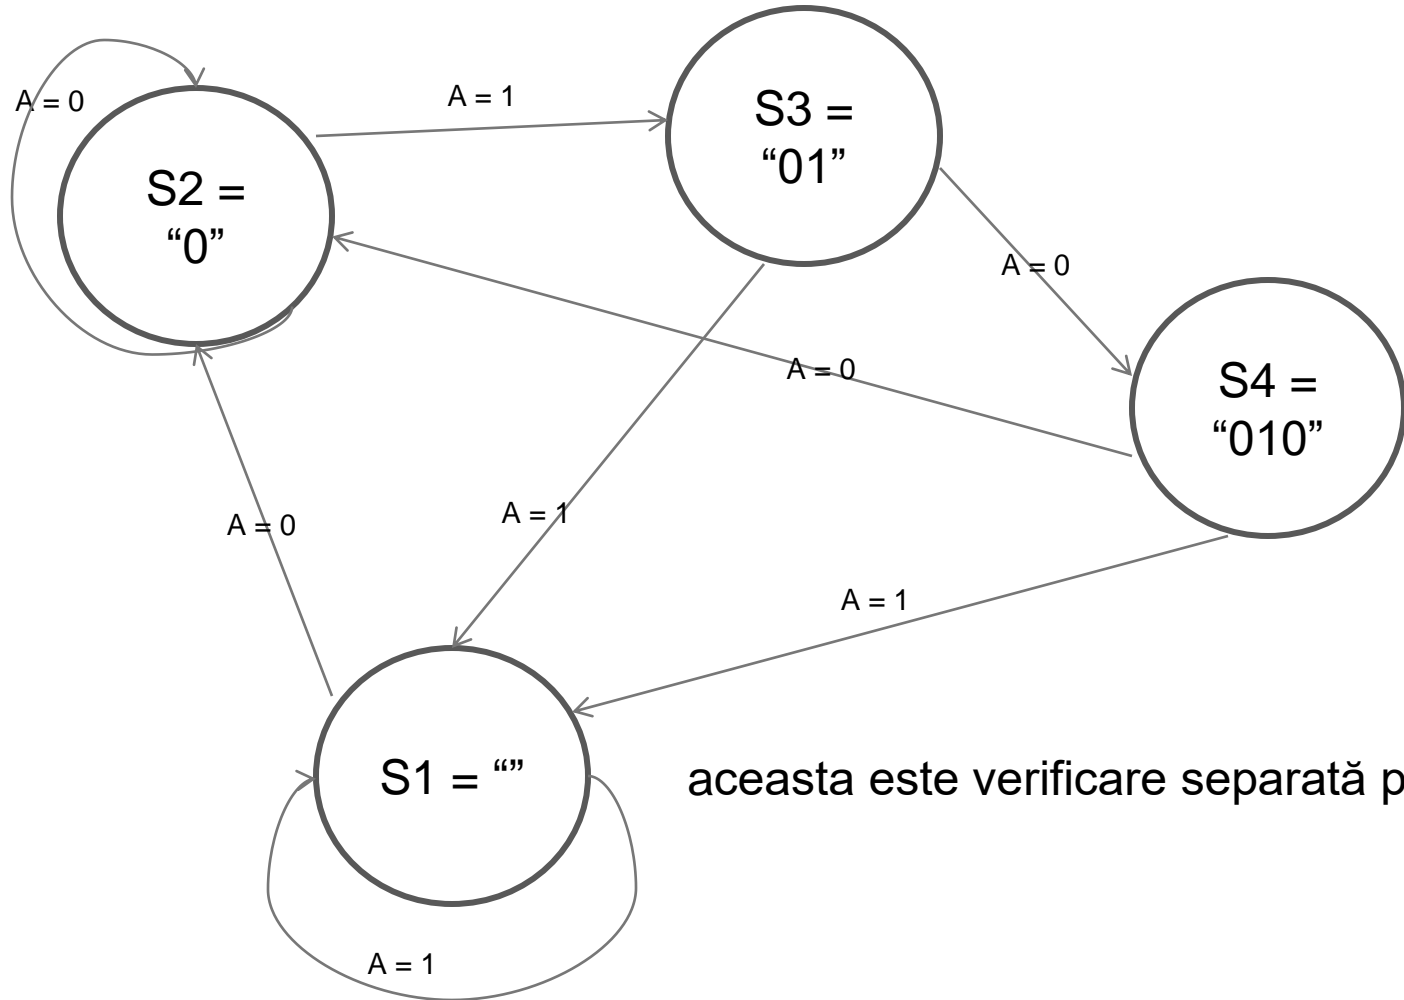 A = 0
A = 1
S3 =
“01”
S2 =
“0”
A = 0
A = 0
S4 =
“010”
A = 0
A = 1
A = 1
S1 = “”
aceasta este verificare separată p
A = 1